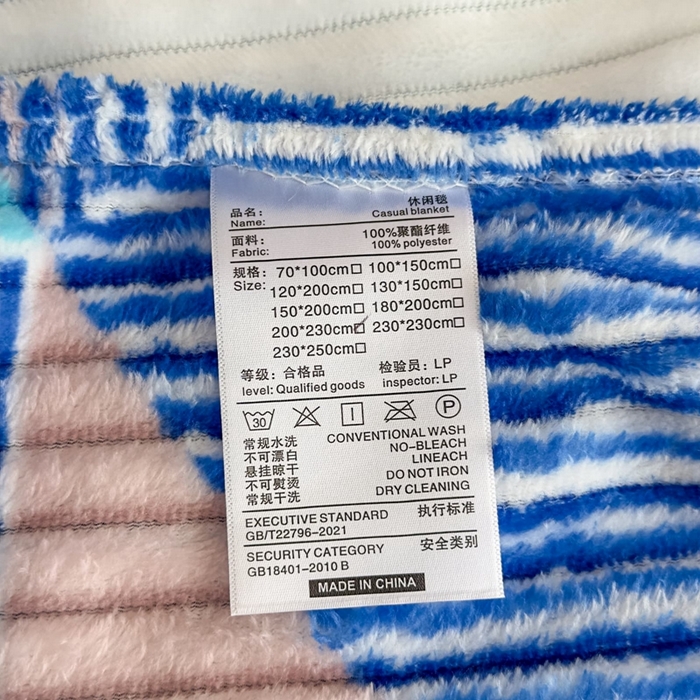 品名: 休闲毯
Name: Casual blanket
面料: 100%聚酯纤维
Fabric: 100% polyester
规格: 70*100cm☐ 100*150cm☐
Size: 120*200cm☐ 130*150cm☐
150*200cm☐ 180*200cm☐
200*230cm☑ 230*230cm☐
230*250cm☐
等级: 合格品 检验员: LP
level: Qualified goods inspector: LP
30 P
常规水洗 CONVENTIONAL WASH
不可漂白 NO-BLEACH
悬挂晾干 LINEACH
不可熨烫 DO NOT IRON
常规干洗 DRY CLEANING
EXECUTIVE STANDARD 执行标准
GB/T22796-2021
SECURITY CATEGORY 安全类别
GB18401-2010 B
MADE IN CHINA